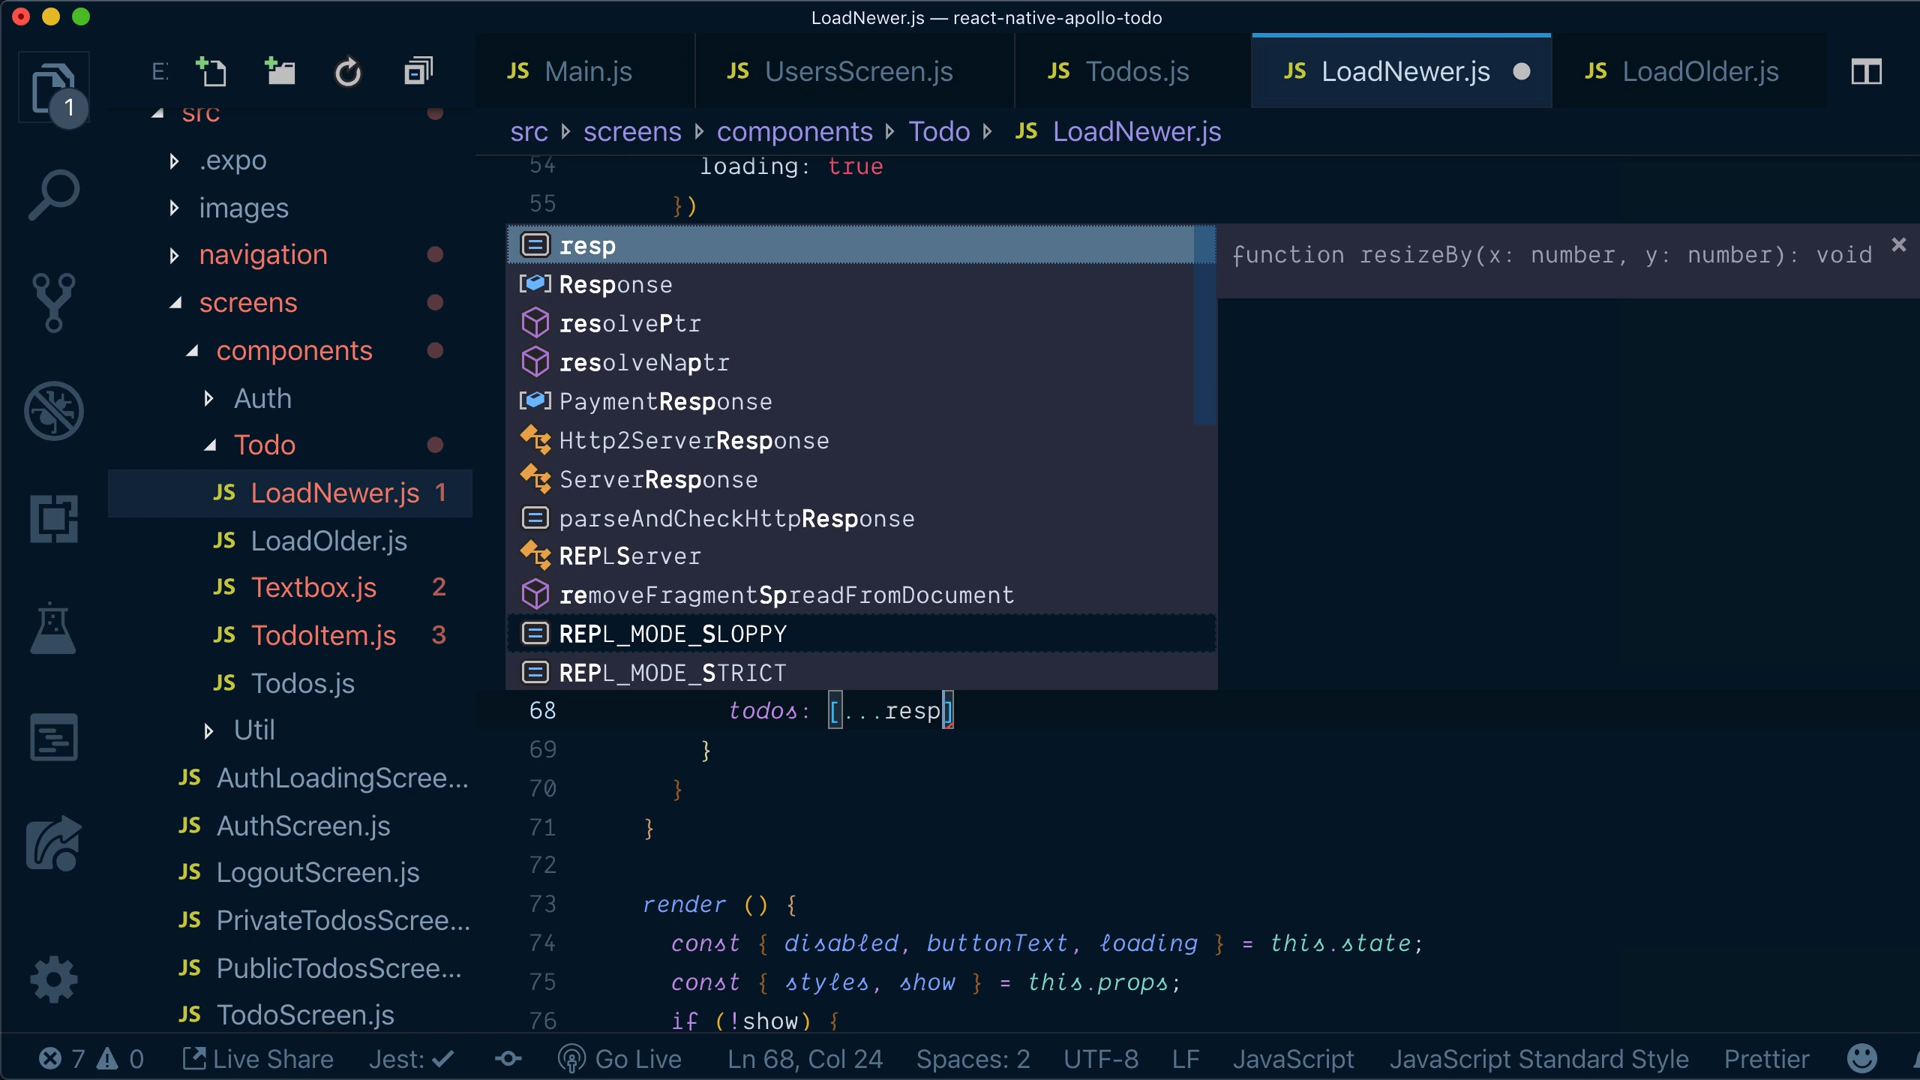 LoadNewer.js — react-native-apollo-todo
E:
JS Main.js
JS UsersScreen.js
JS Todos.js
JS LoadNewer.js
JS LoadOlder.js
1
src
.expo
images
navigation
screens
components
Auth
Todo
JS LoadNewer.js 1
JS LoadOlder.js
JS Textbox.js 2
JS TodoItem.js 3
JS Todos.js
Util
JS AuthLoadingScree...
JS AuthScreen.js
JS LogoutScreen.js
JS PrivateTodosScree...
JS PublicTodosScree...
JS TodoScreen.js
src screens components Todo JS LoadNewer.js
54 loading: true
55 })
resp
Response
resolvePtr
resolveNaptr
PaymentResponse
Http2ServerResponse
ServerResponse
parseAndCheckHttpResponse
REPLServer
removeFragmentSpreadFromDocument
REPL_MODE_SLOPPY
REPL_MODE_STRICT
function resizeBy(x: number, y: number): void
68 todos: [...resp]
69 }
70 }
71 }
72
73 render () {
74 const { disabled, buttonText, loading } = this.state;
75 const { styles, show } = this.props;
76 if (!show) {
7 0 Live Share Jest: Go Live Ln 68, Col 24 Spaces: 2 UTF-8 LF JavaScript JavaScript Standard Style Prettier